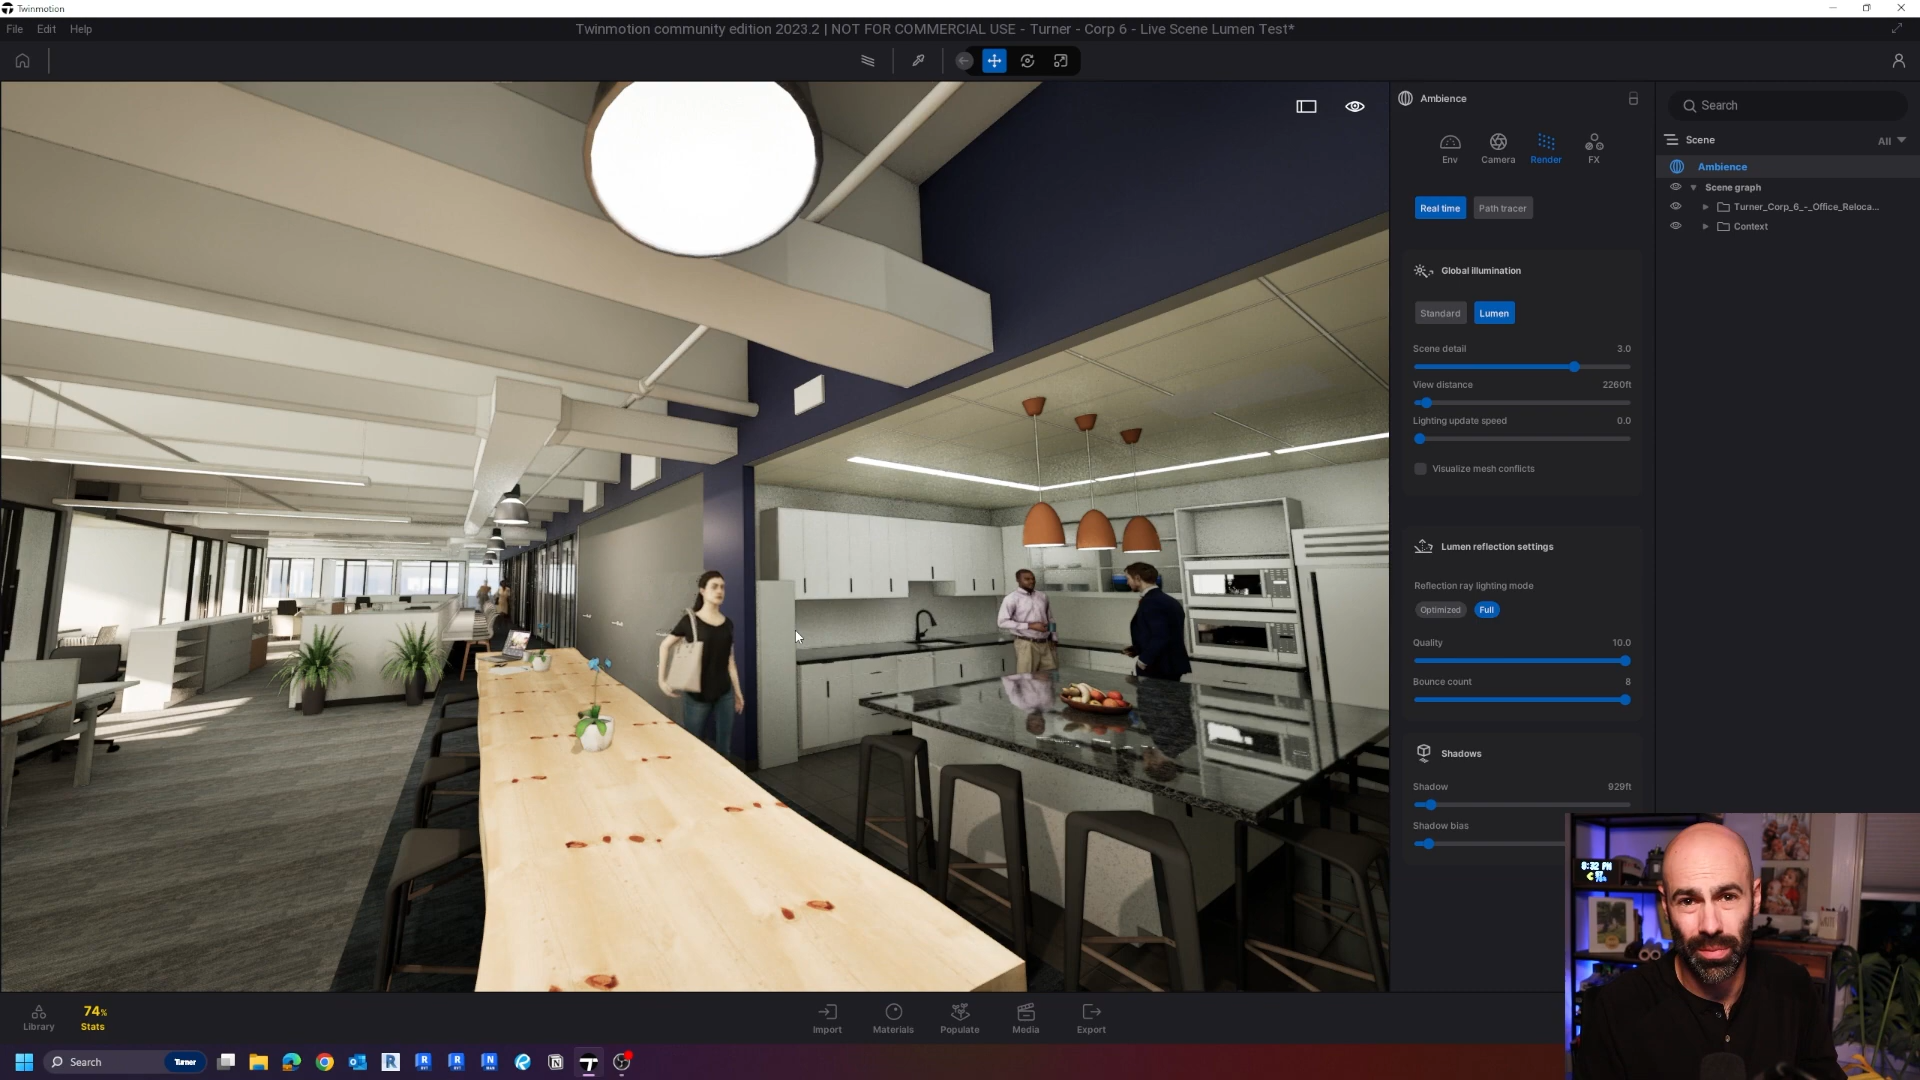 Twinmotion
File Edit Help
Twinmotion community edition 2023.2 | NOT FOR COMMERCIAL USE - Turner - Corp 6 - Live Scene Lumen Test*
Ambience
Env Camera Render FX
Real time Path tracer
Global illumination
Standard Lumen
Scene detail 3.0
View distance 2260ft
Lighting update speed 0.0
Visualize mesh conflicts
Lumen reflection settings
Reflection ray lighting mode
Optimized Full
Quality 10.0
Bounce count 8
Shadows
Shadow 929ft
Shadow bias
Search
Scene All
Ambience
Scene graph
Turner_Corp_6_-_Office_Reloca...
Context
8:32 PM
Library
74%
Stats
Import Materials Populate Media Export
Search Turner